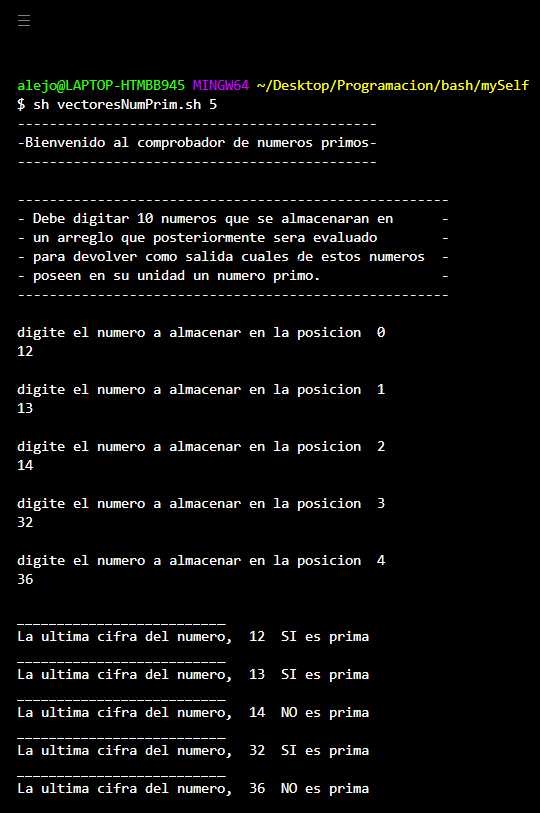 alejo@LAPTOP-HTMBB945 MINGW64 ~/Desktop/Programacion/bash/mySelf
$ sh vectoresNumPrim.sh 5
---------------------------------------------
-Bienvenido al comprobador de numeros primos-
---------------------------------------------
------------------------------------------------------
- Debe digitar 10 numeros que se almacenaran en      -
- un arreglo que posteriormente sera evaluado        -
- para devolver como salida cuales de estos numeros  -
- poseen en su unidad un numero primo.               -
------------------------------------------------------
digite el numero a almacenar en la posicion  0
12
digite el numero a almacenar en la posicion  1
13
digite el numero a almacenar en la posicion  2
14
digite el numero a almacenar en la posicion  3
32
digite el numero a almacenar en la posicion  4
36
__________________________
La ultima cifra del numero,  12  SI es prima
__________________________
La ultima cifra del numero,  13  SI es prima
__________________________
La ultima cifra del numero,  14  NO es prima
__________________________
La ultima cifra del numero,  32  SI es prima
__________________________
La ultima cifra del numero,  36  NO es prima